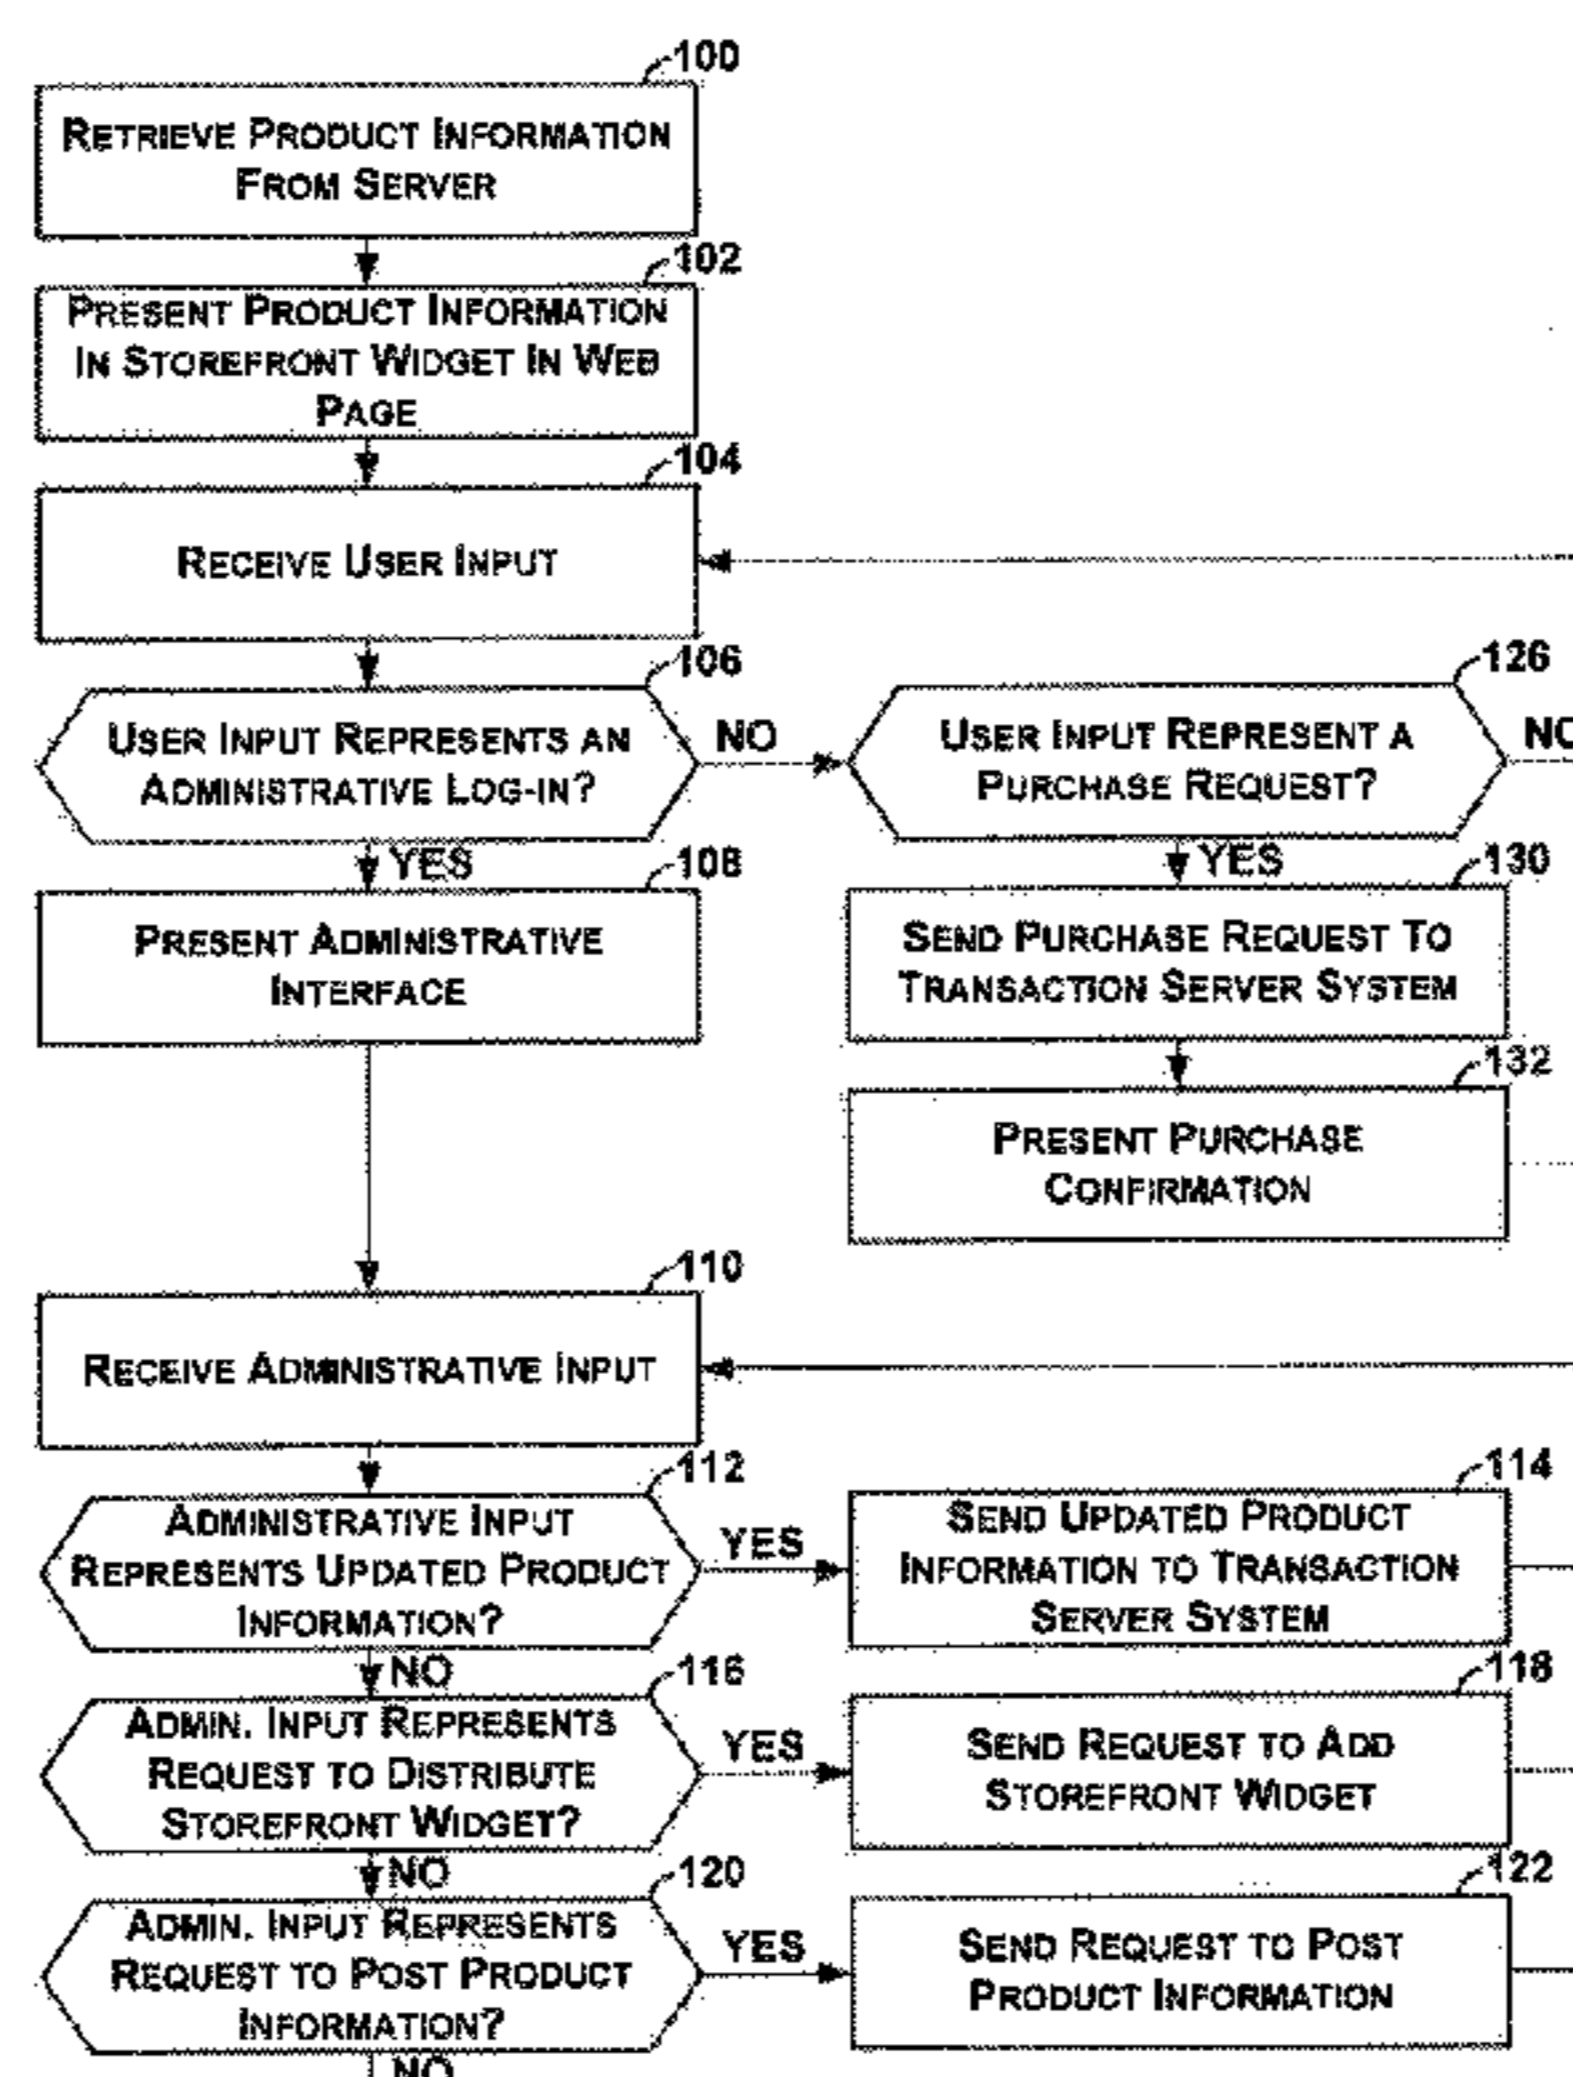 100
RETRIEVE PRODUCT INFORMATION
FROM SERVER
102
PRESENT PRODUCT INFORMATION
IN STOREFRONT WIDGET IN WEB
PAGE
104
RECEIVE USER INPUT
106
USER INPUT REPRESENTS AN
ADMINISTRATIVE LOG-IN?
NO
126
USER INPUT REPRESENT A
PURCHASE REQUEST?
NO
YES
108
PRESENT ADMINISTRATIVE
INTERFACE
YES
130
SEND PURCHASE REQUEST TO
TRANSACTION SERVER SYSTEM
132
PRESENT PURCHASE
CONFIRMATION
110
RECEIVE ADMINISTRATIVE INPUT
112
ADMINISTRATIVE INPUT
REPRESENTS UPDATED PRODUCT
INFORMATION?
YES
114
SEND UPDATED PRODUCT
INFORMATION TO TRANSACTION
SERVER SYSTEM
NO
116
ADMIN. INPUT REPRESENTS
REQUEST TO DISTRIBUTE
STOREFRONT WIDGET?
YES
118
SEND REQUEST TO ADD
STOREFRONT WIDGET
NO
120
ADMIN. INPUT REPRESENTS
REQUEST TO POST PRODUCT
INFORMATION?
YES
122
SEND REQUEST TO POST
PRODUCT INFORMATION
NO